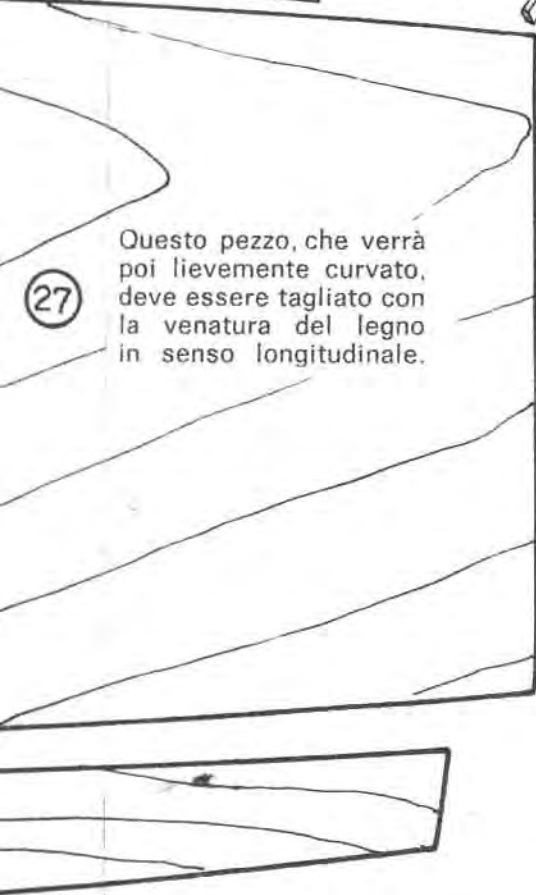 Questo pezzo, che verrà
poi lievemente curvato,
27
deve essere tagliato con
la venatura del legno
in senso longitudinale.